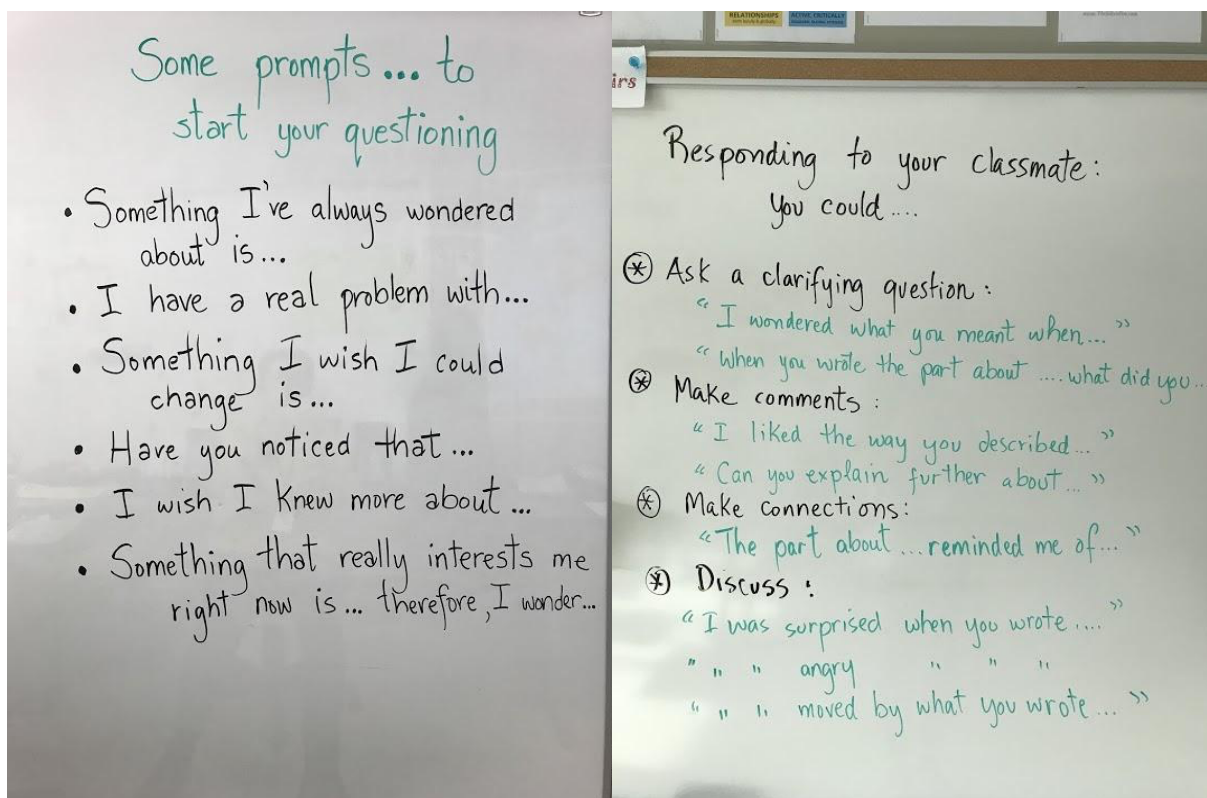 Some prompts... to
start your questioning
• Something I've always wondered
about is...
• I have a real problem with...
• Something I wish I could
change is...
• Have you noticed that...
• I wish I knew more about...
• Something that really interests me
right now is... therefore, I wonder...
RELATIONSHIPS
irs
Responding to your classmate:
You could....
* Ask a clarifying question:
"I wondered what you meant when..."
"When you wrote the part about .... what did you..
* Make comments:
"I liked the way you described..."
"Can you explain further about..."
* Make connections:
"The part about ... reminded me of..."
* Discuss:
"I was surprised when you wrote ...."
" " " angry " " "
" " " moved by what you wrote..."